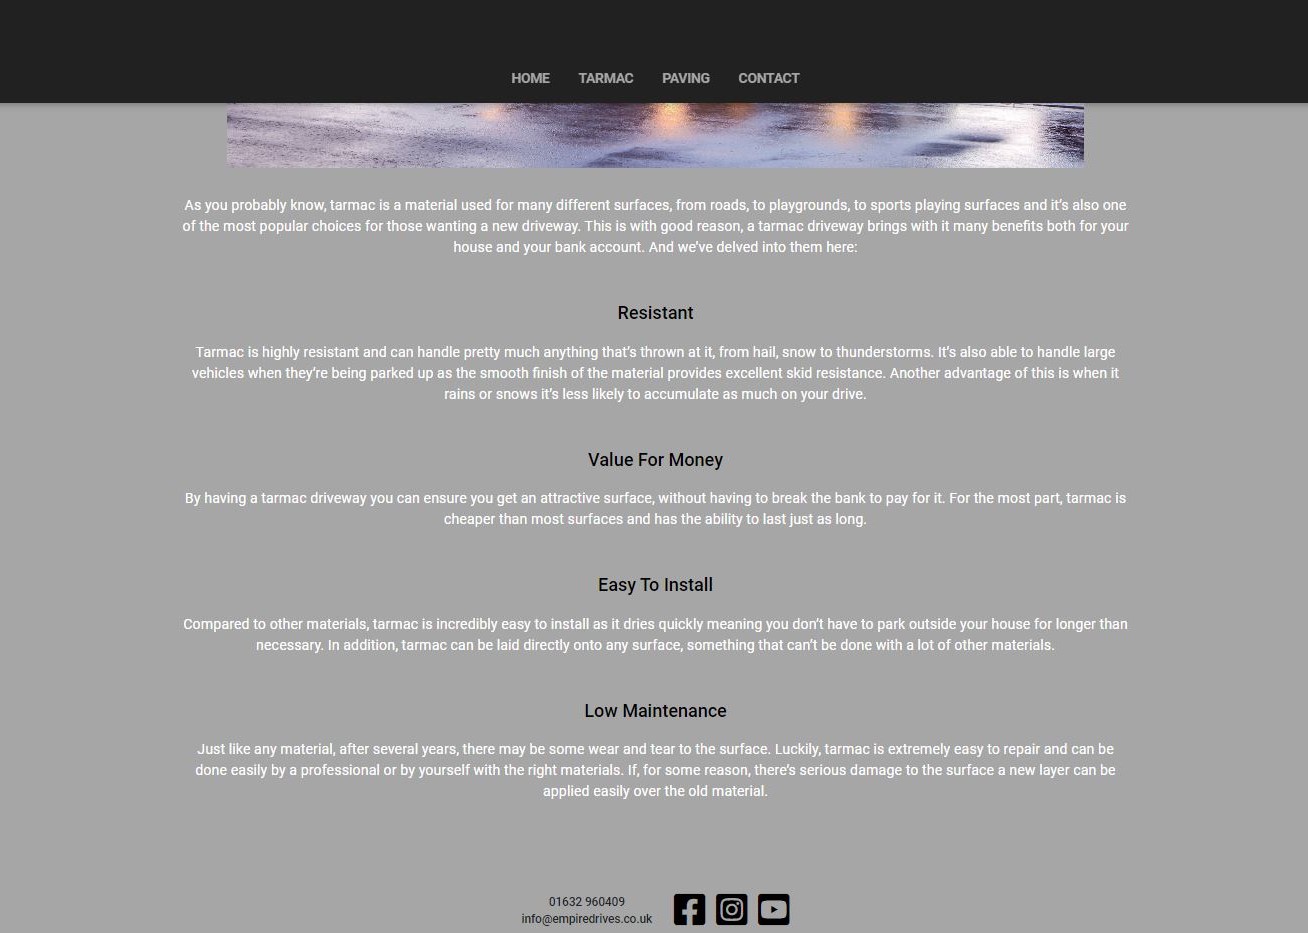 HOME TARMAC PAVING CONTACT
As you probably know, tarmac is a material used for many different surfaces, from roads, to playgrounds, to sports playing surfaces and it’s also one
of the most popular choices for those wanting a new driveway. This is with good reason, a tarmac driveway brings with it many benefits both for your
house and your bank account. And we’ve delved into them here:
Resistant
Tarmac is highly resistant and can handle pretty much anything that’s thrown at it, from hail, snow to thunderstorms. It’s also able to handle large
vehicles when they’re being parked up as the smooth finish of the material provides excellent skid resistance. Another advantage of this is when it
rains or snows it’s less likely to accumulate as much on your drive.
Value For Money
By having a tarmac driveway you can ensure you get an attractive surface, without having to break the bank to pay for it. For the most part, tarmac is
cheaper than most surfaces and has the ability to last just as long.
Easy To Install
Compared to other materials, tarmac is incredibly easy to install as it dries quickly meaning you don’t have to park outside your house for longer than
necessary. In addition, tarmac can be laid directly onto any surface, something that can’t be done with a lot of other materials.
Low Maintenance
Just like any material, after several years, there may be some wear and tear to the surface. Luckily, tarmac is extremely easy to repair and can be
done easily by a professional or by yourself with the right materials. If, for some reason, there’s serious damage to the surface a new layer can be
applied easily over the old material.
01632 960409
info@empiredrives.co.uk